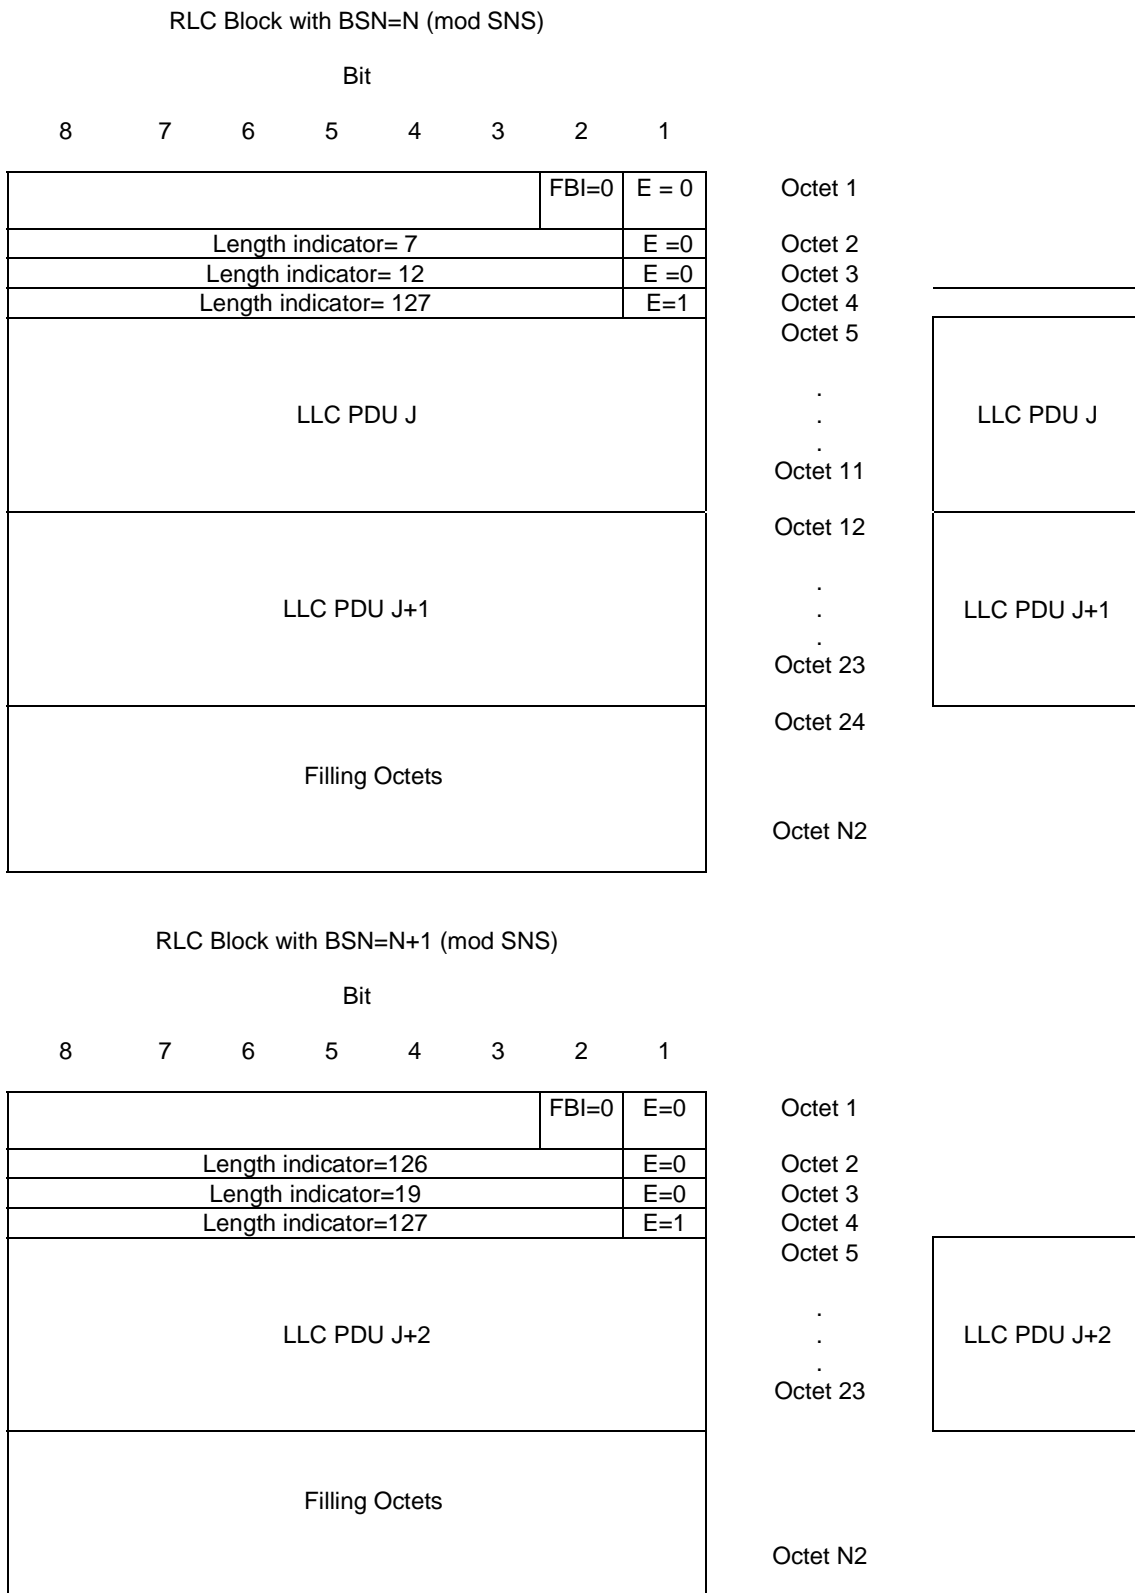 RLC Block with BSN=N (mod SNS)
Bit
8 7 6 5 4 3 2 1
FBI=0 E = 0 Octet 1
Length indicator= 7 E =0 Octet 2
Length indicator= 12 E =0 Octet 3
Length indicator= 127 E=1 Octet 4
Octet 5
.
LLC PDU J . LLC PDU J
.
Octet 11
Octet 12
.
LLC PDU J+1 . LLC PDU J+1
.
Octet 23
Octet 24
Filling Octets
Octet N2
RLC Block with BSN=N+1 (mod SNS)
Bit
8 7 6 5 4 3 2 1
FBI=0 E=0 Octet 1
Length indicator=126 E=0 Octet 2
Length indicator=19 E=0 Octet 3
Length indicator=127 E=1 Octet 4
Octet 5
.
LLC PDU J+2 . LLC PDU J+2
.
Octet 23
Filling Octets
Octet N2